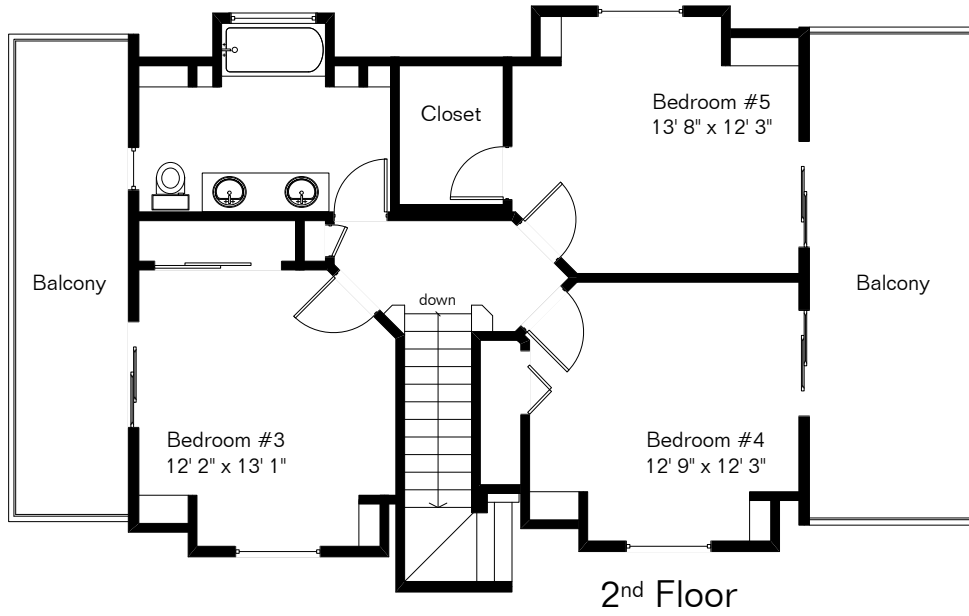 Closet
Bedroom #5
13' 8" x 12' 3"
Balcony
down
Balcony
Bedroom #3
12' 2" x 13' 1"
Bedroom #4
12' 9" x 12' 3"
2nd Floor